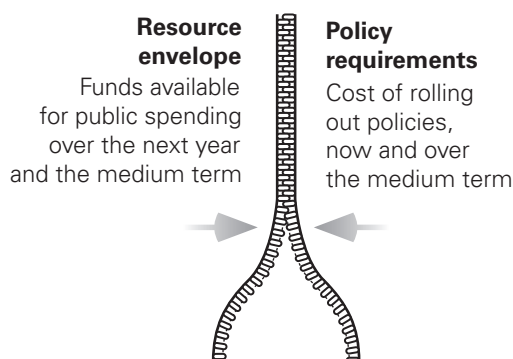 Resource
envelope
Funds available
for public spending
over the next year
and the medium term
Policy
requirements
Cost of rolling
out policies,
now and over
the medium term